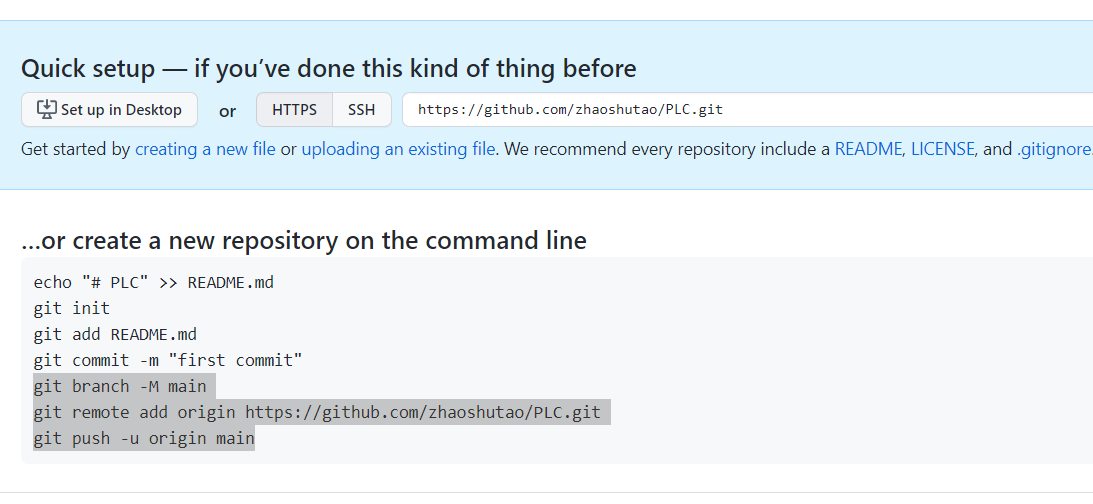 Quick setup — if you’ve done this kind of thing before
Set up in Desktop or HTTPS SSH https://github.com/zhaoshutao/PLC.git
Get started by creating a new file or uploading an existing file. We recommend every repository include a README, LICENSE, and .gitignore.
…or create a new repository on the command line
echo "# PLC" >> README.md
git init
git add README.md
git commit -m "first commit"
git branch -M main
git remote add origin https://github.com/zhaoshutao/PLC.git
git push -u origin main